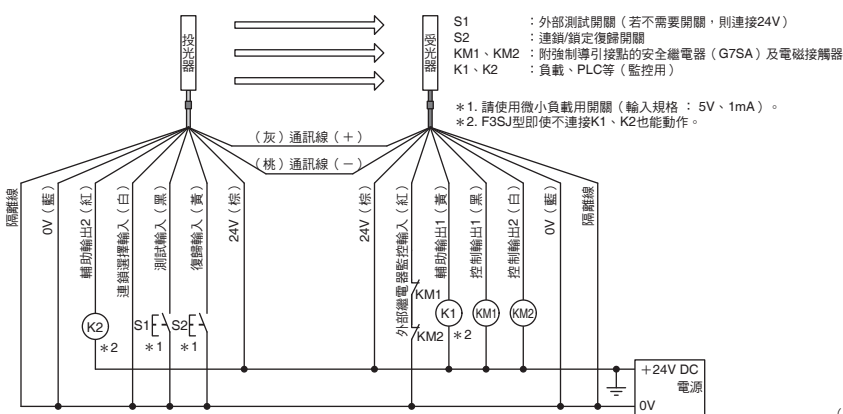 投光器
受光器
S1 ：外部測試開關（若不需要開關，則連接24V）
S2 ：連鎖/鎖定復歸開關
KM1、KM2 ：附強制導引接點的安全繼電器（G7SA）及電磁接觸器
K1、K2 ：負載、PLC等（監控用）
＊1. 請使用微小負載用開關（輸入規格 ： 5V、1mA）。
＊2. F3SJ型即使不連接K1、K2也能動作。
（灰）通訊線（＋）
（桃）通訊線（－）
隔離線
0V（藍）
輔助輸出2（紅）
連鎖選擇輸入（白）
測試輸入（黑）
復歸輸入（黃）
24V（棕）
24V（棕）
外部繼電器監控輸入（紅）
輔助輸出1（黃）
控制輸出1（黑）
控制輸出2（白）
0V（藍）
隔離線
KM1
K2
S1
S2
K1
KM1
KM2
KM2
＊2
＊1
＊1
＊2
＋24V DC
電源
0V
（